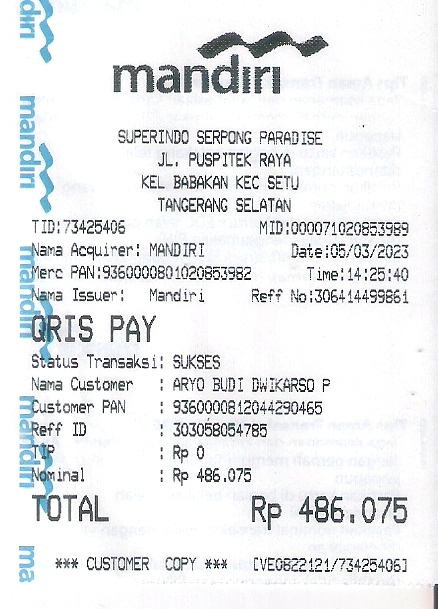 mandiri
SUPERINDO SERPONG PARADISE
JL. PUSPITEK RAYA
KEL BABAKAN KEC SETU
TANGERANG SELATAN
TID:73425406 MID:000071020853989
Nama Acquirer: MANDIRI Date:05/03/2023
Merc PAN:9360000801020853982 Time:14:25:40
Nama Issuer: Mandiri Reff No:306414499861
QRIS PAY
Status Transaksi: SUKSES
Nama Customer : ARYO BUDI DWIKARSO P
Customer PAN : 9360000812044290465
Reff ID : 303058054785
TIP : Rp 0
Nominal : Rp 486.075
TOTAL Rp 486.075
*** CUSTOMER COPY *** [VE0822121/73425406]
diri
mandiri
mandiri
mandiri
ma